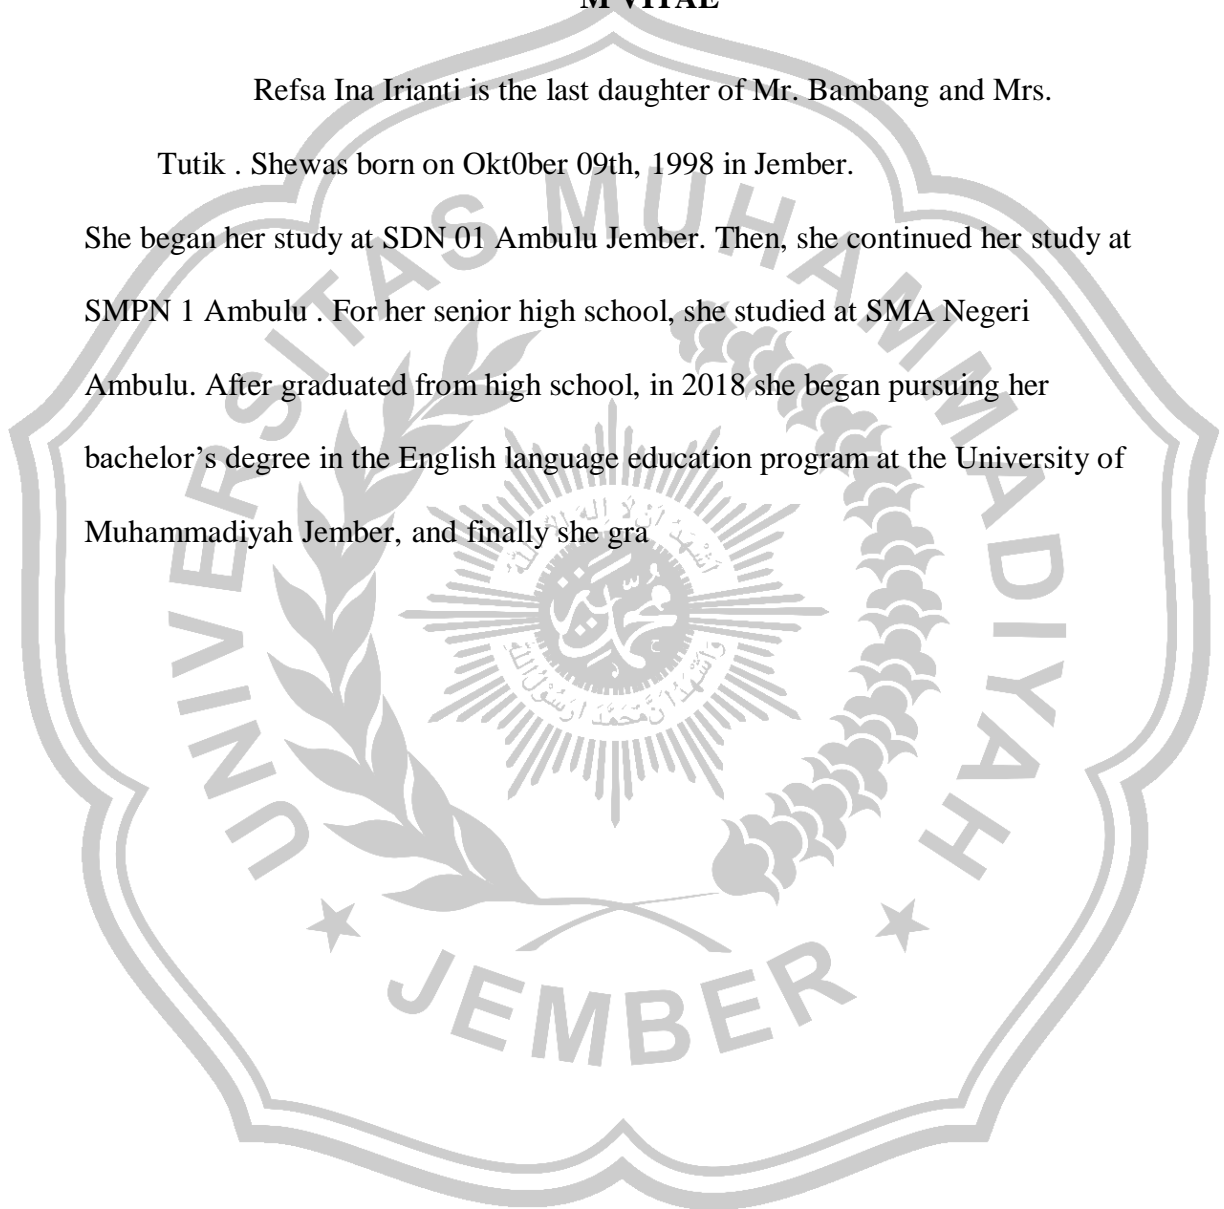 M VITAE
Refsa Ina Irianti is the last daughter of Mr. Bambang and Mrs.
Tutik . Shewas born on Okt0ber 09th, 1998 in Jember.
She began her study at SDN 01 Ambulu Jember. Then, she continued her study at
SMPN 1 Ambulu . For her senior high school, she studied at SMA Negeri
Ambulu. After graduated from high school, in 2018 she began pursuing her
bachelor’s degree in the English language education program at the University of
Muhammadiyah Jember, and finally she gra
UNIVERSITAS MUHAMMADIYAH
JEMBER